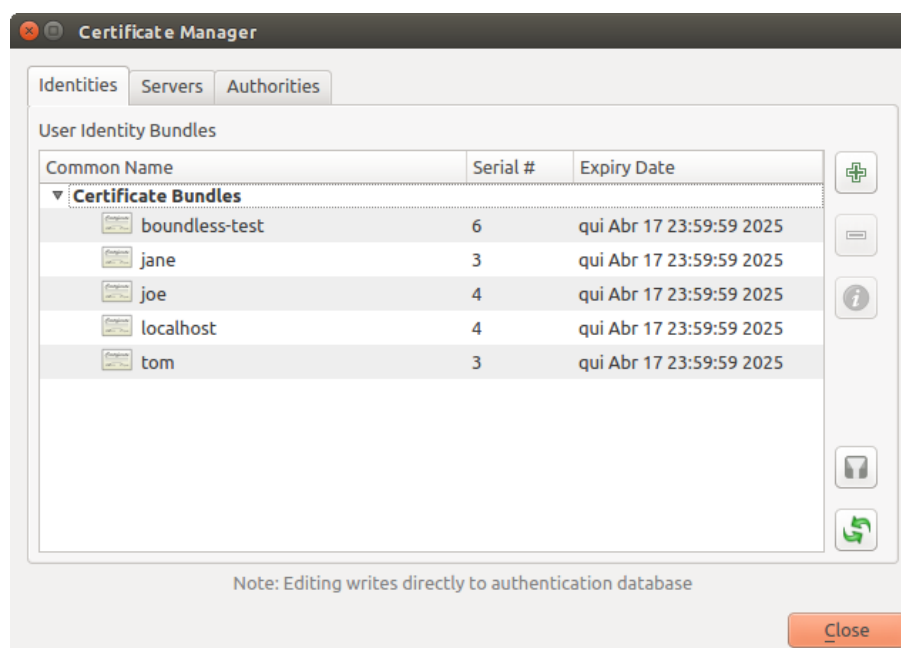 Certificate Manager
Identities Servers Authorities
User Identity Bundles
Common Name Serial # Expiry Date
Certificate Bundles
boundless-test 6 qui Abr 17 23:59:59 2025
jane 3 qui Abr 17 23:59:59 2025
joe 4 qui Abr 17 23:59:59 2025
localhost 4 qui Abr 17 23:59:59 2025
tom 3 qui Abr 17 23:59:59 2025
Note: Editing writes directly to authentication database
Close